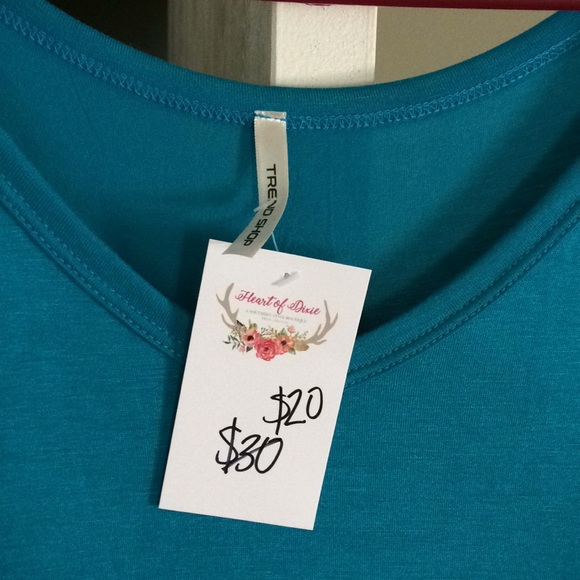 TREND SHOP
Heart of Dixie
$20
$30